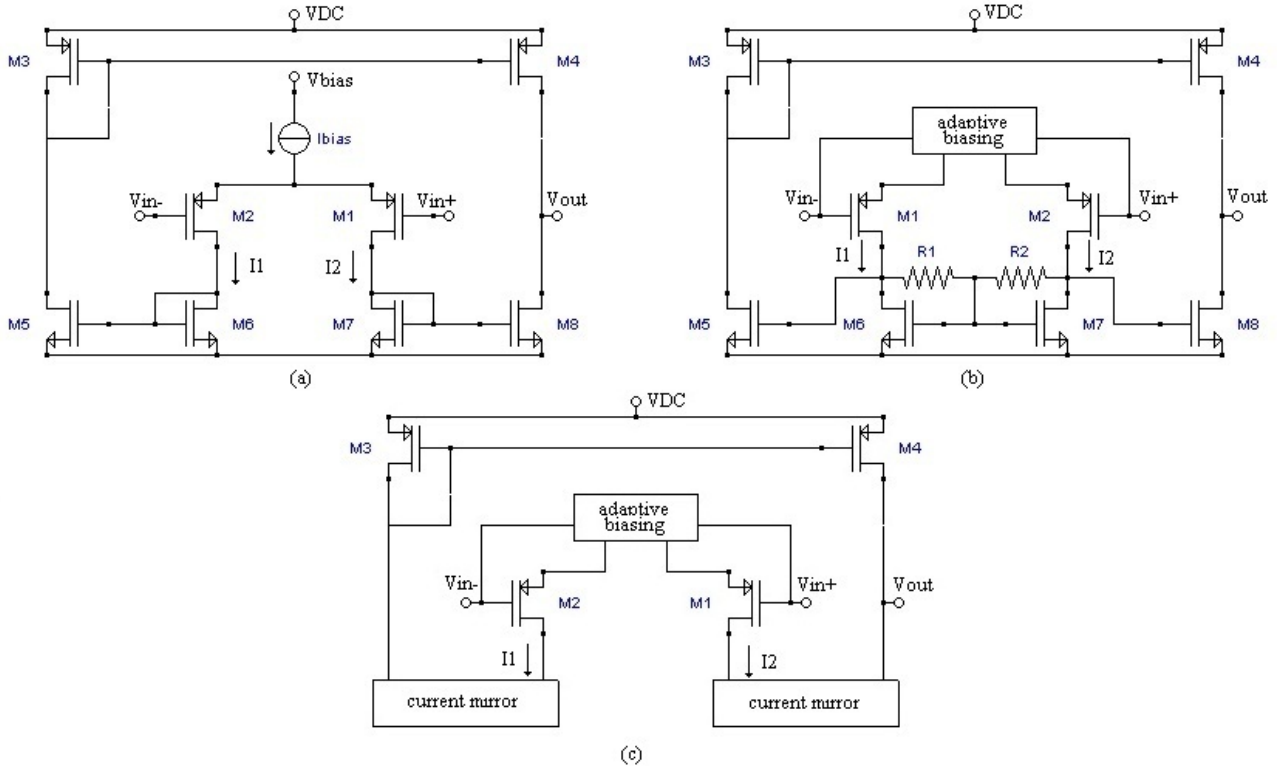 VDC
M3
M4
Vbias
Ibias
Vin-
Vin+
Vout
M2
M1
I1
I2
M5
M6
M7
M8
(a)
VDC
M3
M4
adaptive
biasing
Vin-
Vin+
Vout
M1
M2
I1
R1
R2
I2
M5
M6
M7
M8
(b)
VDC
M3
M4
adaptive
biasing
Vin-
Vin+
Vout
M2
M1
I1
I2
current mirror
current mirror
(c)